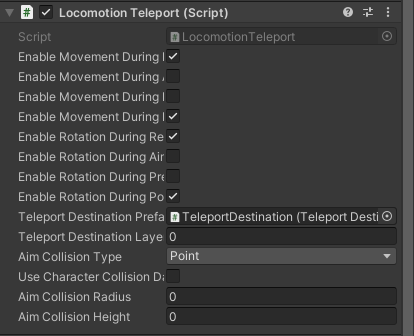 Locomotion Teleport (Script)
Script LocomotionTeleport
Enable Movement During
Enable Movement During
Enable Movement During
Enable Movement During
Enable Rotation During Re
Enable Rotation During Air
Enable Rotation During Pre
Enable Rotation During Po
Teleport Destination Prefa TeleportDestination (Teleport Desti
Teleport Destination Laye 0
Aim Collision Type Point
Use Character Collision Da
Aim Collision Radius 0
Aim Collision Height 0